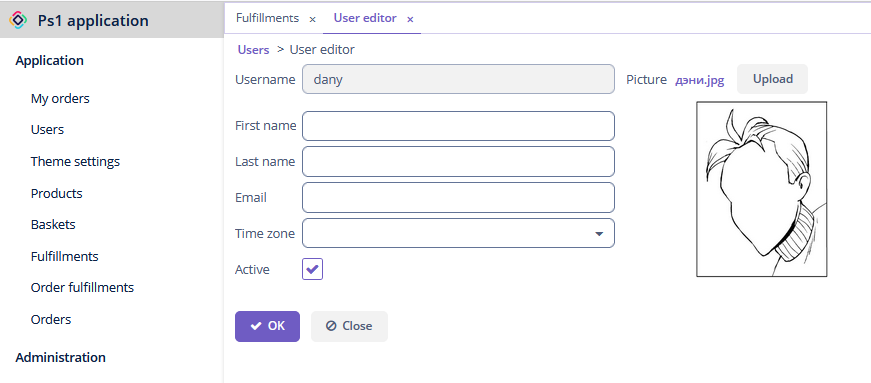 Ps1 application
Application
My orders
Users
Theme settings
Products
Baskets
Fulfillments
Order fulfillments
Orders
Administration
Fulfillments × User editor ×
Users > User editor
Username dany
Picture дэни.jpg Upload
First name
Last name
Email
Time zone
Active
OK Close